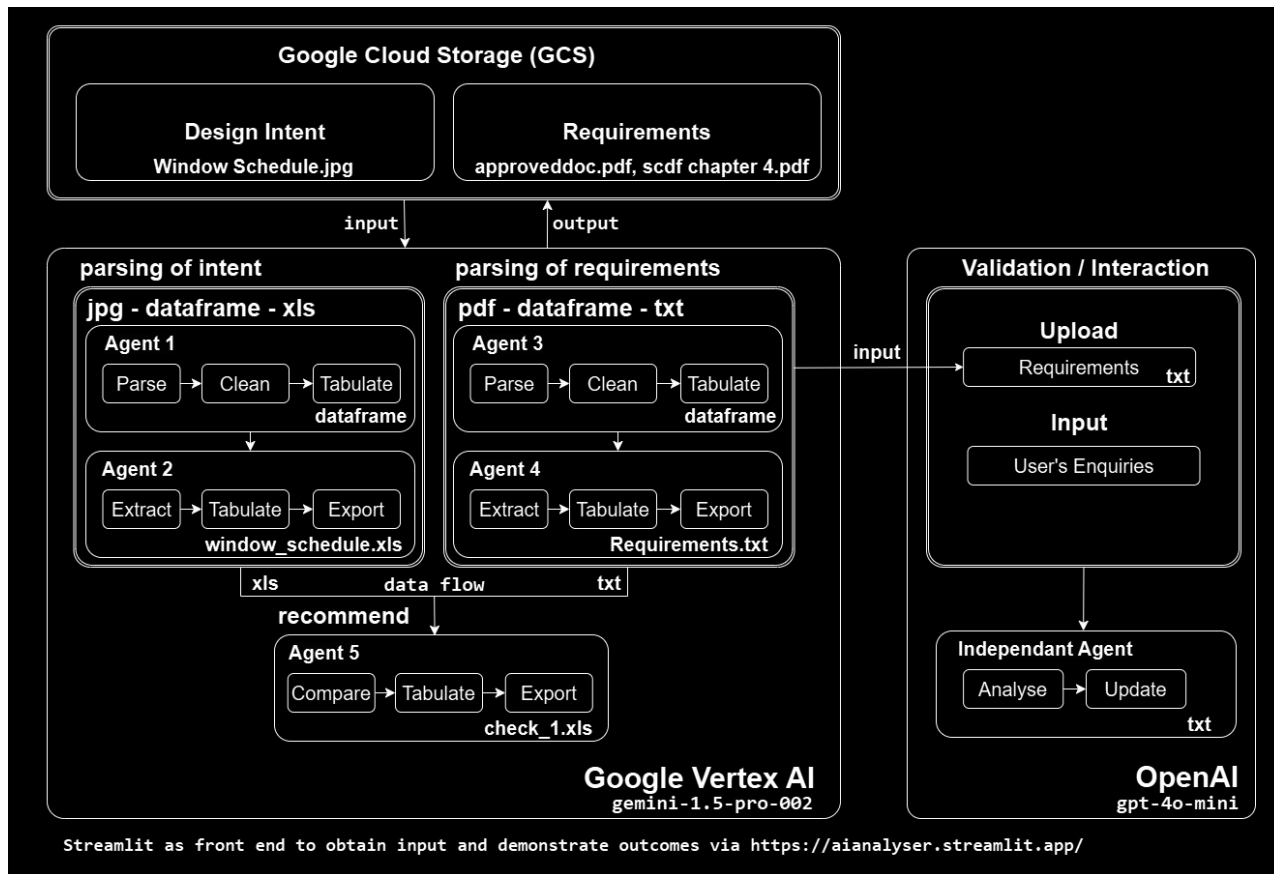 Google Cloud Storage (GCS)
Design Intent
Window Schedule.jpg
Requirements
approveddoc.pdf, scdf chapter 4.pdf
input
output
parsing of intent
jpg - dataframe - xls
Agent 1
Parse
Clean
Tabulate
dataframe
Agent 2
Extract
Tabulate
Export
window_schedule.xls
parsing of requirements
pdf - dataframe - txt
Agent 3
Parse
Clean
Tabulate
dataframe
Agent 4
Extract
Tabulate
Export
Requirements.txt
xls
data flow
txt
recommend
Agent 5
Compare
Tabulate
Export
check_1.xls
Google Vertex AI
gemini-1.5-pro-002
input
Validation / Interaction
Upload
Requirements
txt
Input
User's Enquiries
Independant Agent
Analyse
Update
txt
OpenAI
gpt-4o-mini
Streamlit as front end to obtain input and demonstrate outcomes via https://aianalyser.streamlit.app/